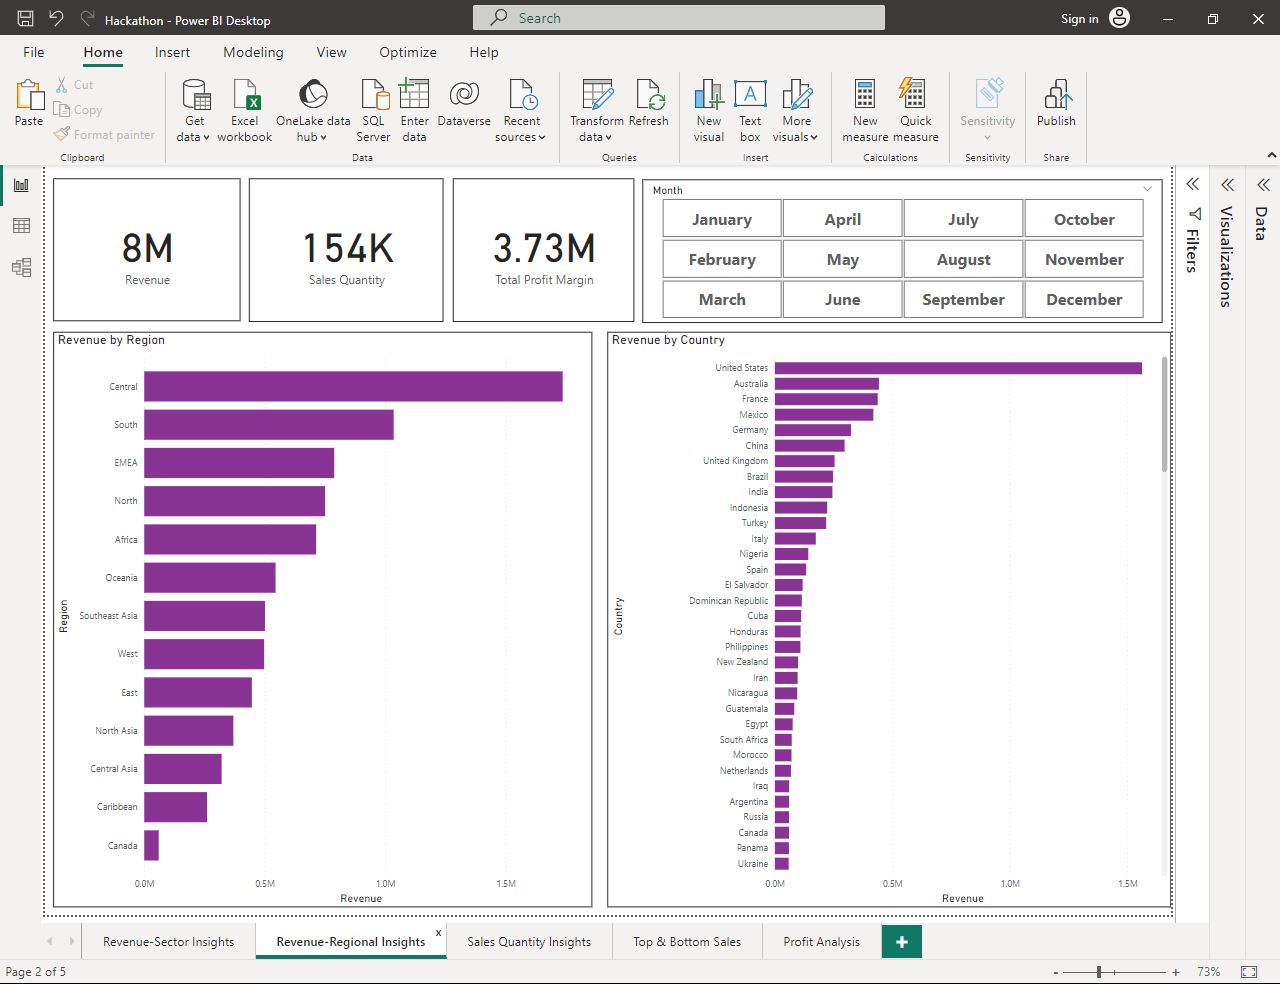 Hackathon - Power BI Desktop
Search
Sign in
File Home Insert Modeling View Optimize Help
Paste
Cut
Copy
Format painter
Clipboard
Get data
Excel workbook
OneLake data hub
SQL Server
Enter data
Dataverse
Recent sources
Data
Transform data
Refresh
Queries
New visual
Text box
More visuals
Insert
New measure
Quick measure
Calculations
Sensitivity
Sensitivity
Publish
Share
8M
Revenue
154K
Sales Quantity
3.73M
Total Profit Margin
Month
January April July October
February May August November
March June September December
Filters
Visualizations
Data
Revenue by Region
Region
Central
South
EMEA
North
Africa
Oceania
Southeast Asia
West
East
North Asia
Central Asia
Caribbean
Canada
0.0M 0.5M 1.0M 1.5M
Revenue
Revenue by Country
Country
United States
Australia
France
Mexico
Germany
China
United Kingdom
Brazil
India
Indonesia
Turkey
Italy
Nigeria
Spain
El Salvador
Dominican Republic
Cuba
Honduras
Philippines
New Zealand
Iran
Nicaragua
Guatemala
Egypt
South Africa
Morocco
Netherlands
Iraq
Argentina
Russia
Canada
Panama
Ukraine
0.0M 0.5M 1.0M 1.5M
Revenue
Revenue-Sector Insights
Revenue-Regional Insights
x
Sales Quantity Insights
Top & Bottom Sales
Profit Analysis
+
Page 2 of 5
- + 73%